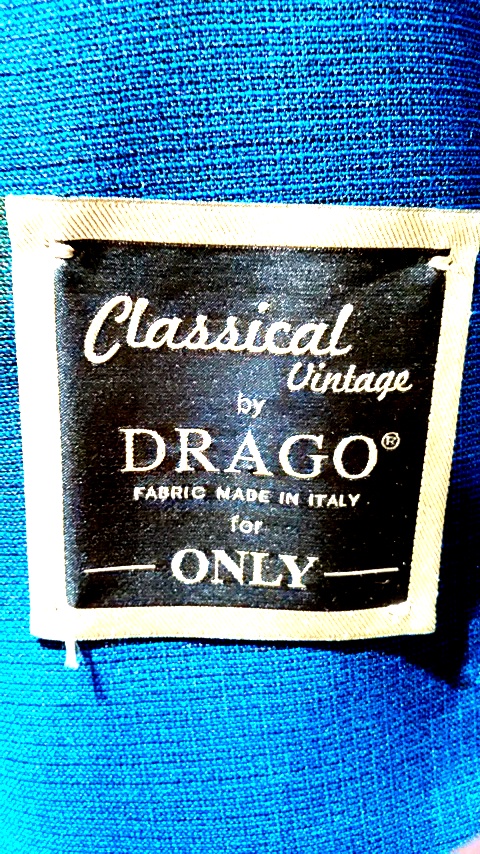 Classical
Vintage
by
DRAGO®
FABRIC MADE IN ITALY
for
ONLY